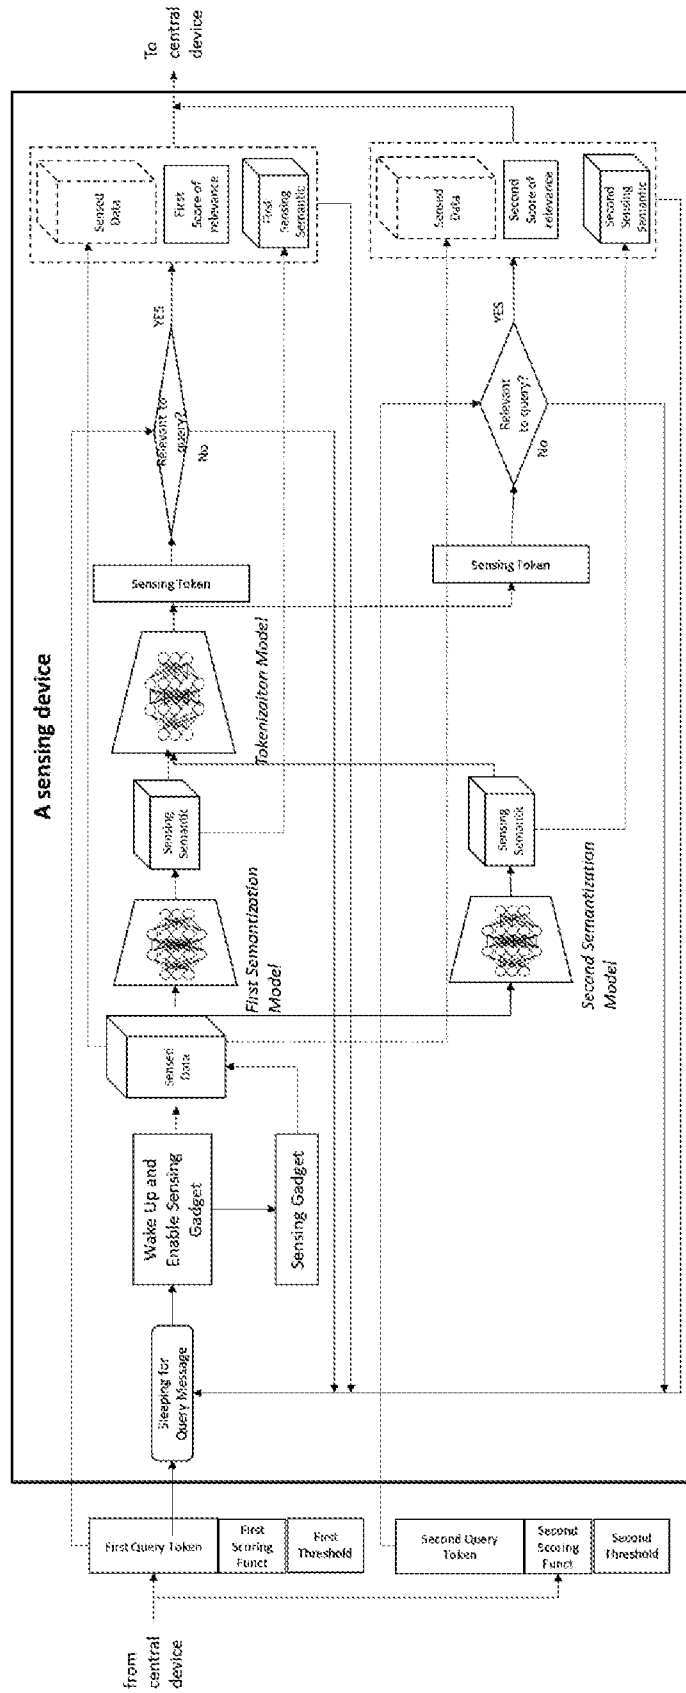 A sensing device
from
central
device
First Query Token
First
Scoring
Funct
First
Threshold
Second Query
Token
Second
Scoring
Funct
Second
Threshold
Sleeping for
Query Message
Wake Up and
Enable Sensing
Gadget
Sensing Gadget
Sensed
Data
First Semantization
Model
Sensing
Semantic
Second Semantization
Model
Sensing
Semantic
Tokenizaiton Model
Sensing Token
Sensing Token
Relevant to
query?
YES
No
Relevant
to query?
YES
No
Sensed
Data
First
Score of
relevance
First
Sensing
Semantic
Sensed
Data
Second
Score of
relevance
Second
Sensing
Semantic
To
central
device